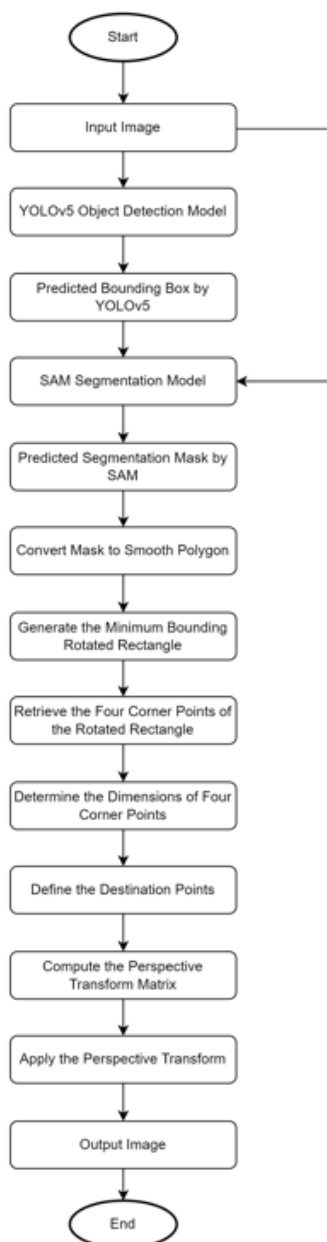 Start
Input Image
YOLOv5 Object Detection Model
Predicted Bounding Box by
YOLOv5
SAM Segmentation Model
Predicted Segmentation Mask by
SAM
Convert Mask to Smooth Polygon
Generate the Minimum Bounding
Rotated Rectangle
Retrieve the Four Corner Points of
the Rotated Rectangle
Determine the Dimensions of Four
Corner Points
Define the Destination Points
Compute the Perspective
Transform Matrix
Apply the Perspective Transform
Output Image
End